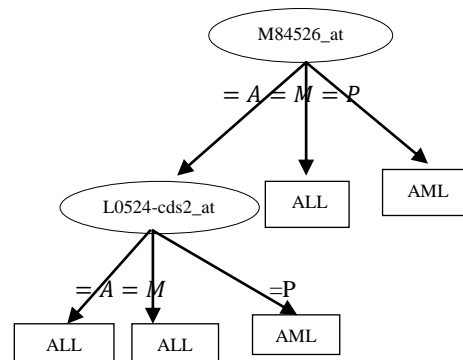 M84526_at
= A = M = P
L0524-cds2_at
ALL
AML
= A = M
=P
ALL
ALL
AML